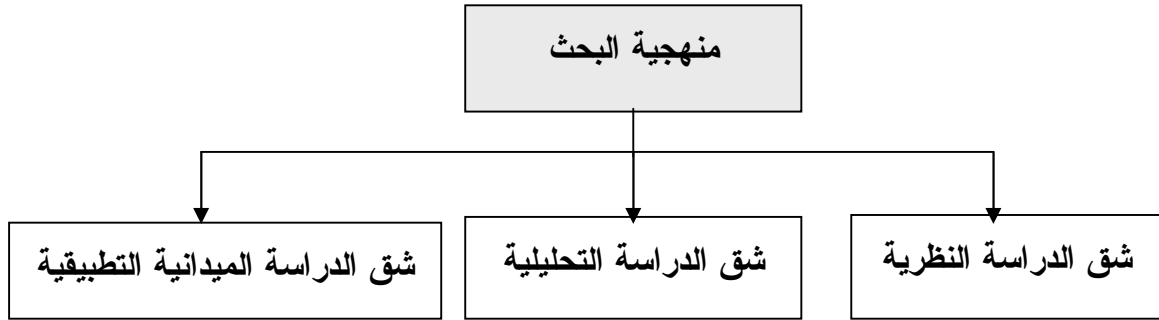 منهجية البحث
شق الدراسة النظرية
شق الدراسة التحليلية
شق الدراسة الميدانية التطبيقية